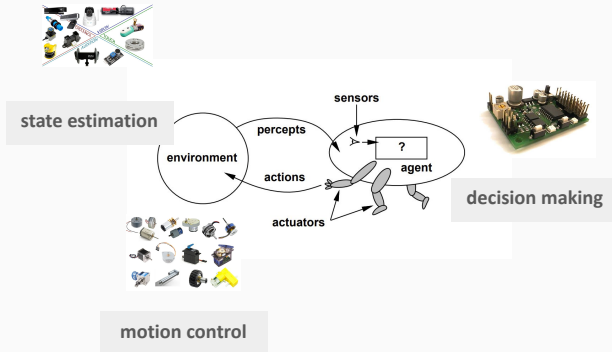 state estimation
sensors
percepts
?
environment
agent
actions
decision making
actuators
motion control